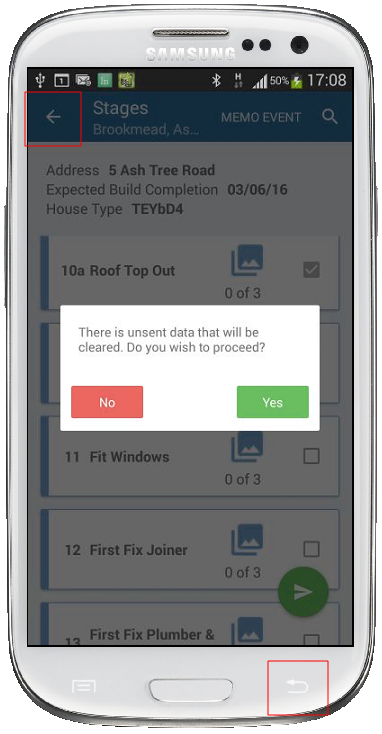 SAMSUNG
1 50% 17:08
Stages
Brookmead, As... MEMO EVENT
Address 5 Ash Tree Road
Expected Build Completion 03/06/16
House Type TEYbD4
10a Roof Top Out
0 of 3
There is unsent data that will be
cleared. Do you wish to proceed?
No Yes
11 Fit Windows
0 of 3
12 First Fix Joiner
0 of 3
13 First Fix Plumber &